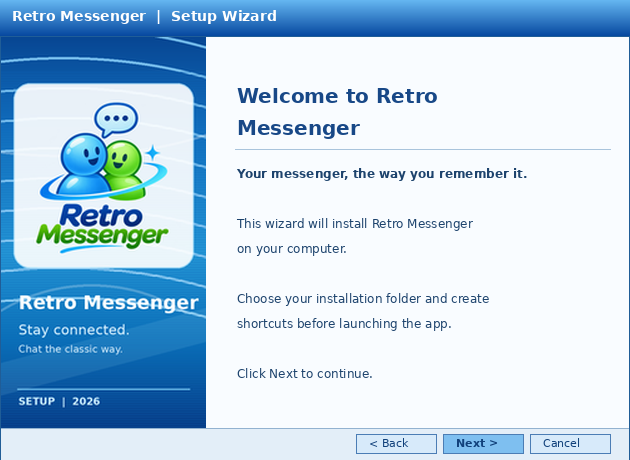 Retro Messenger | Setup Wizard
Retro
Messenger
Retro Messenger
Stay connected.
Chat the classic way.
SETUP | 2026
Welcome to Retro
Messenger
Your messenger, the way you remember it.
This wizard will install Retro Messenger
on your computer.
Choose your installation folder and create
shortcuts before launching the app.
Click Next to continue.
< Back
Next >
Cancel